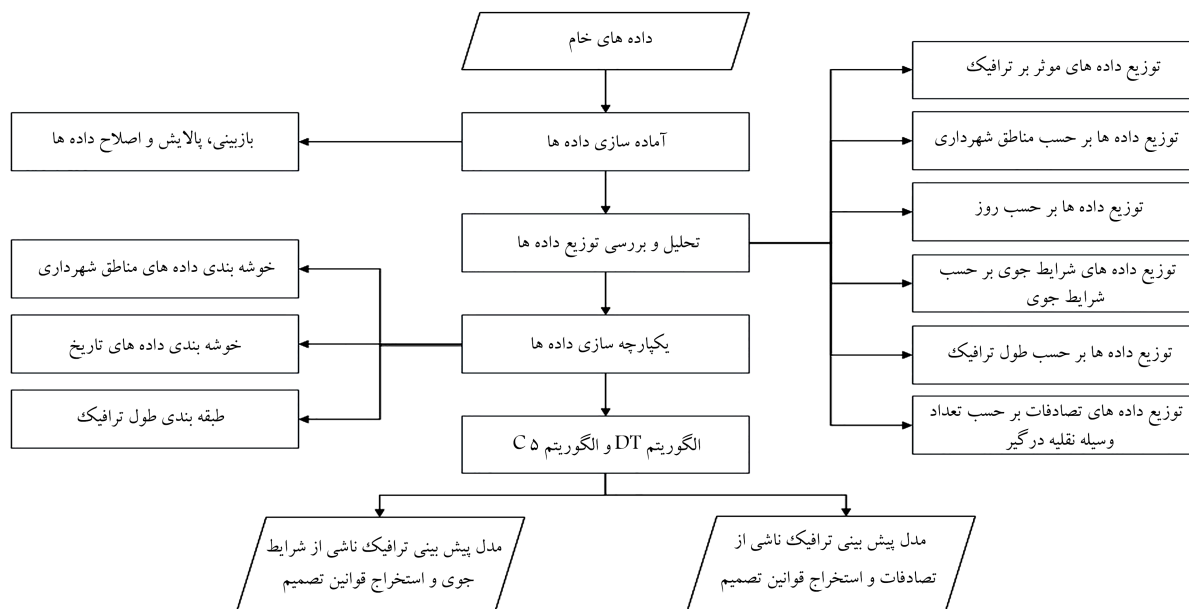 داده های خام
آماده سازی داده ها
بازبینی، پالایش و اصلاح داده ها
تحلیل و بررسی توزیع داده ها
توزیع داده های موثر بر ترافیک
توزیع داده ها بر حسب مناطق شهرداری
توزیع داده ها بر حسب روز
توزیع داده های شرایط جوی بر حسب
شرایط جوی
توزیع داده ها بر حسب طول ترافیک
توزیع داده های تصادفات بر حسب تعداد
وسیله نقلیه درگیر
یکپارچه سازی داده ها
خوشه بندی داده های مناطق شهرداری
خوشه بندی داده های تاریخ
طبقه بندی طول ترافیک
الگوریتم DT و الگوریتم C ۵
مدل پیش بینی ترافیک ناشی از
تصادفات و استخراج قوانین تصمیم
مدل پیش بینی ترافیک ناشی از شرایط
جوی و استخراج قوانین تصمیم